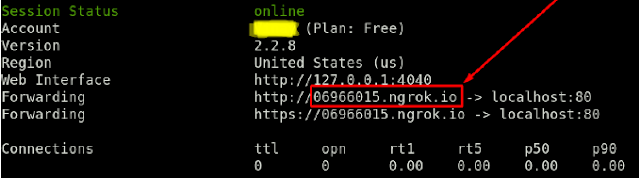 Session Status online
Account (Plan: Free)
Version 2.2.8
Region United States (us)
Web Interface http://127.0.0.1:4040
Forwarding http://06966015.ngrok.io -> localhost:80
Forwarding https://06966015.ngrok.io -> localhost:80
Connections ttl opn rt1 rt5 p50 p90
0 0 0.00 0.00 0.00 0.00